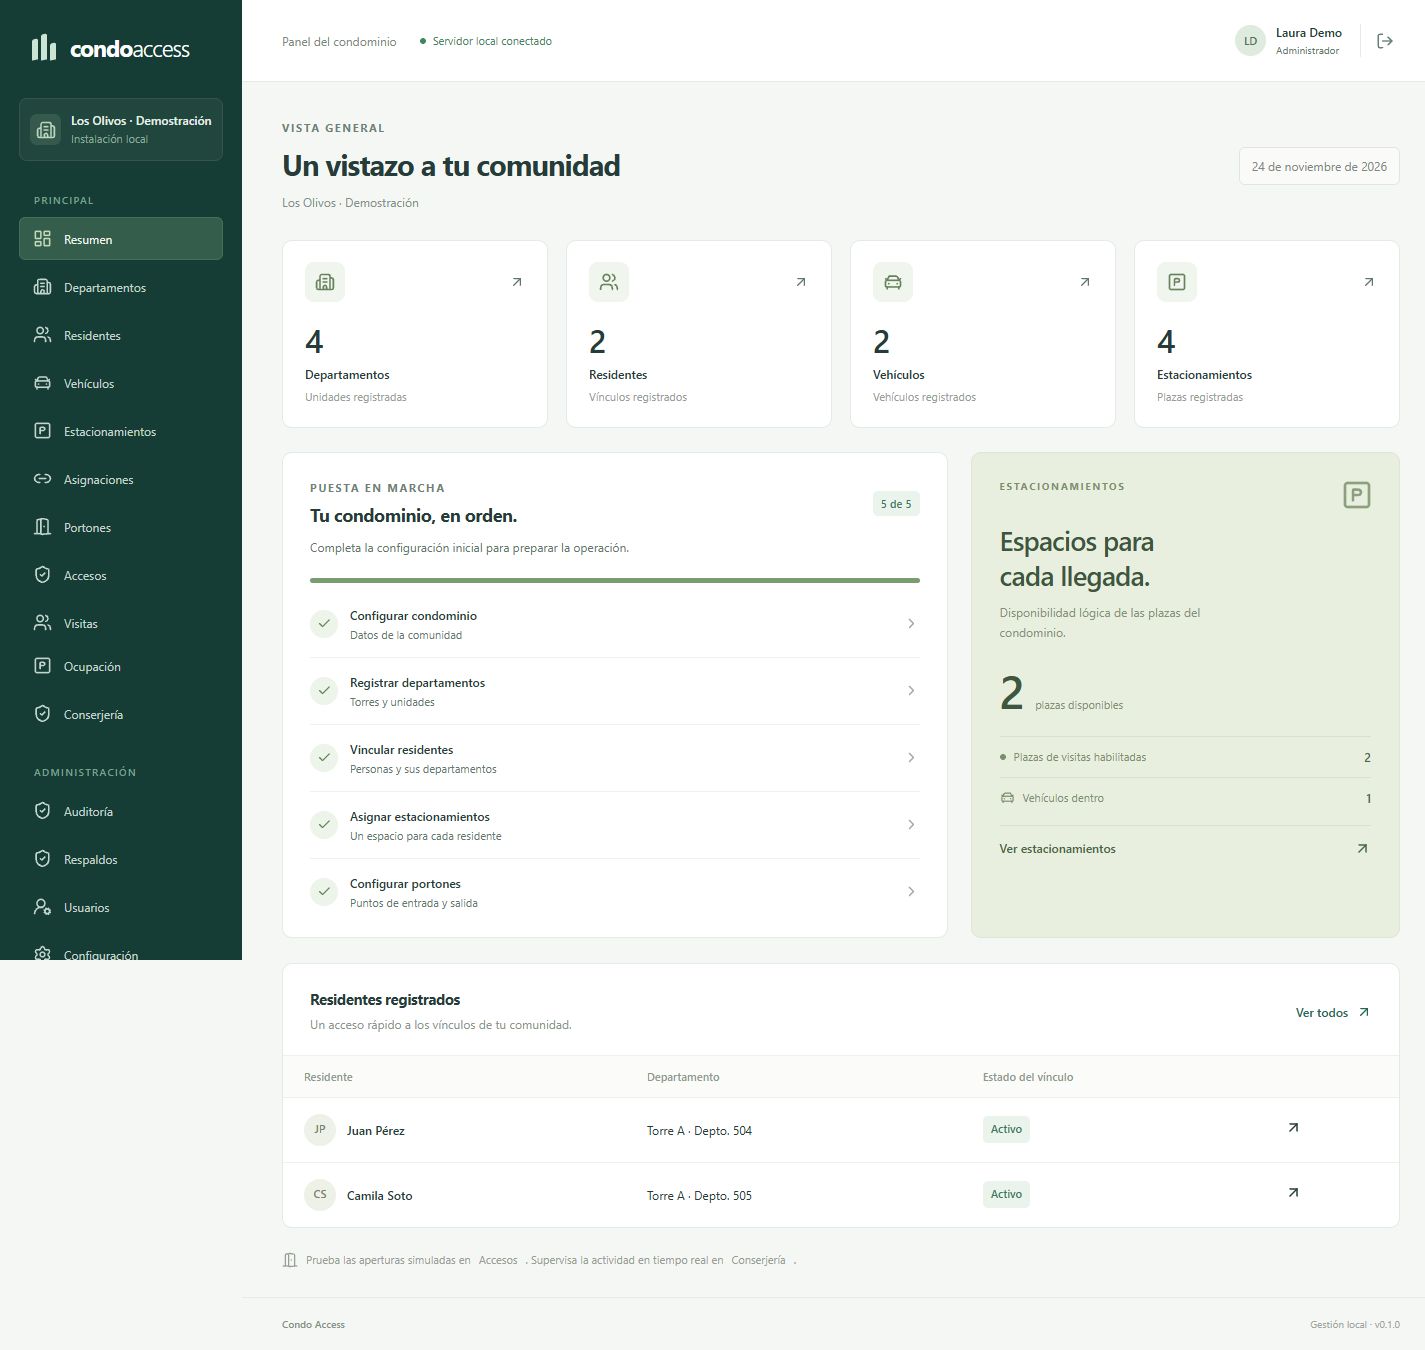 condoaccess
Los Olivos · Demostración
Instalación local
PRINCIPAL
Resumen
Departamentos
Residentes
Vehículos
Estacionamientos
Asignaciones
Portones
Accesos
Visitas
Ocupación
Conserjería
ADMINISTRACIÓN
Auditoría
Respaldos
Usuarios
Configuración
Panel del condominio
Servidor local conectado
LD
Laura Demo
Administrador
VISTA GENERAL
Un vistazo a tu comunidad
Los Olivos · Demostración
24 de noviembre de 2026
4
Departamentos
Unidades registradas
2
Residentes
Vínculos registrados
2
Vehículos
Vehículos registrados
P
4
Estacionamientos
Plazas registradas
PUESTA EN MARCHA
Tu condominio, en orden.
5 de 5
Completa la configuración inicial para preparar la operación.
Configurar condominio
Datos de la comunidad
Registrar departamentos
Torres y unidades
Vincular residentes
Personas y sus departamentos
Asignar estacionamientos
Un espacio para cada residente
Configurar portones
Puntos de entrada y salida
ESTACIONAMIENTOS
P
Espacios para
cada llegada.
Disponibilidad lógica de las plazas del
condominio.
2 plazas disponibles
Plazas de visitas habilitadas 2
Vehículos dentro 1
Ver estacionamientos
Residentes registrados
Un acceso rápido a los vínculos de tu comunidad.
Ver todos
Residente Departamento Estado del vínculo
JP Juan Pérez Torre A · Depto. 504 Activo
CS Camila Soto Torre A · Depto. 505 Activo
Prueba las aperturas simuladas en Accesos . Supervisa la actividad en tiempo real en Conserjería .
Condo Access
Gestión local · v0.1.0